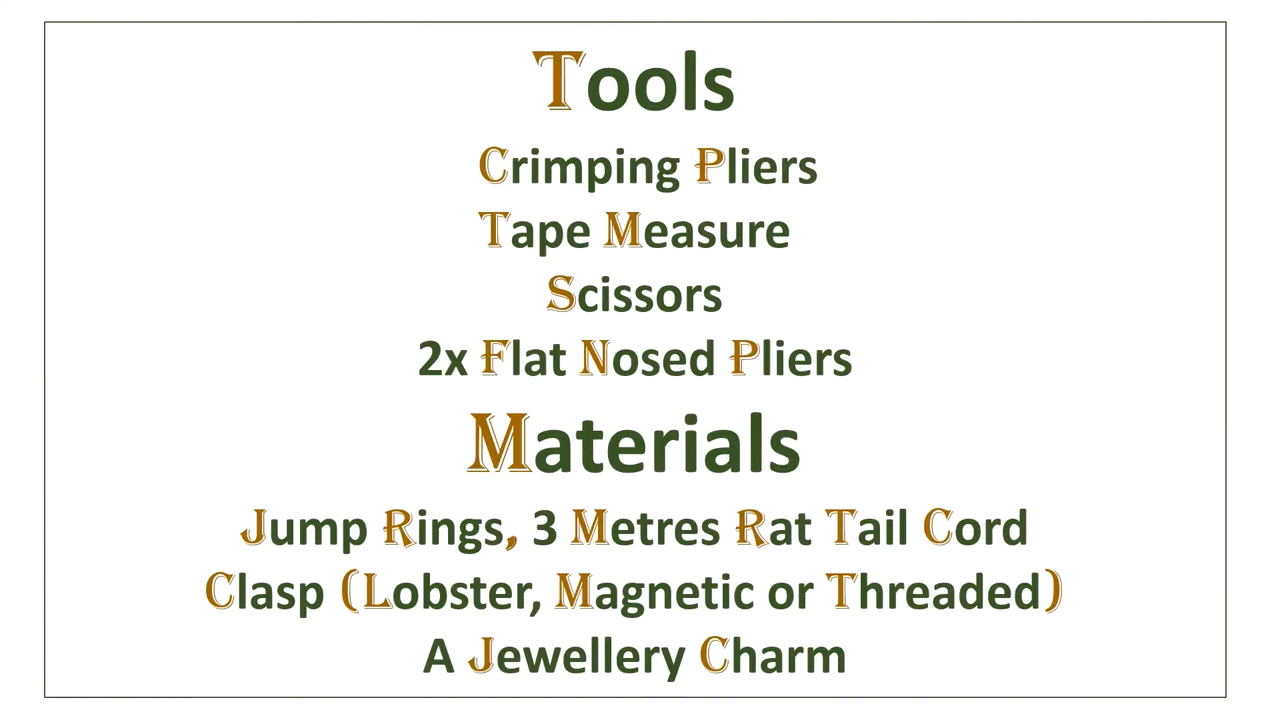 Tools
Crimping Pliers
Tape Measure
Scissors
2x Flat Nosed Pliers
Materials
Jump Rings, 3 Metres Rat Tail Cord
Clasp (Lobster, Magnetic or Threaded)
A Jewellery Charm